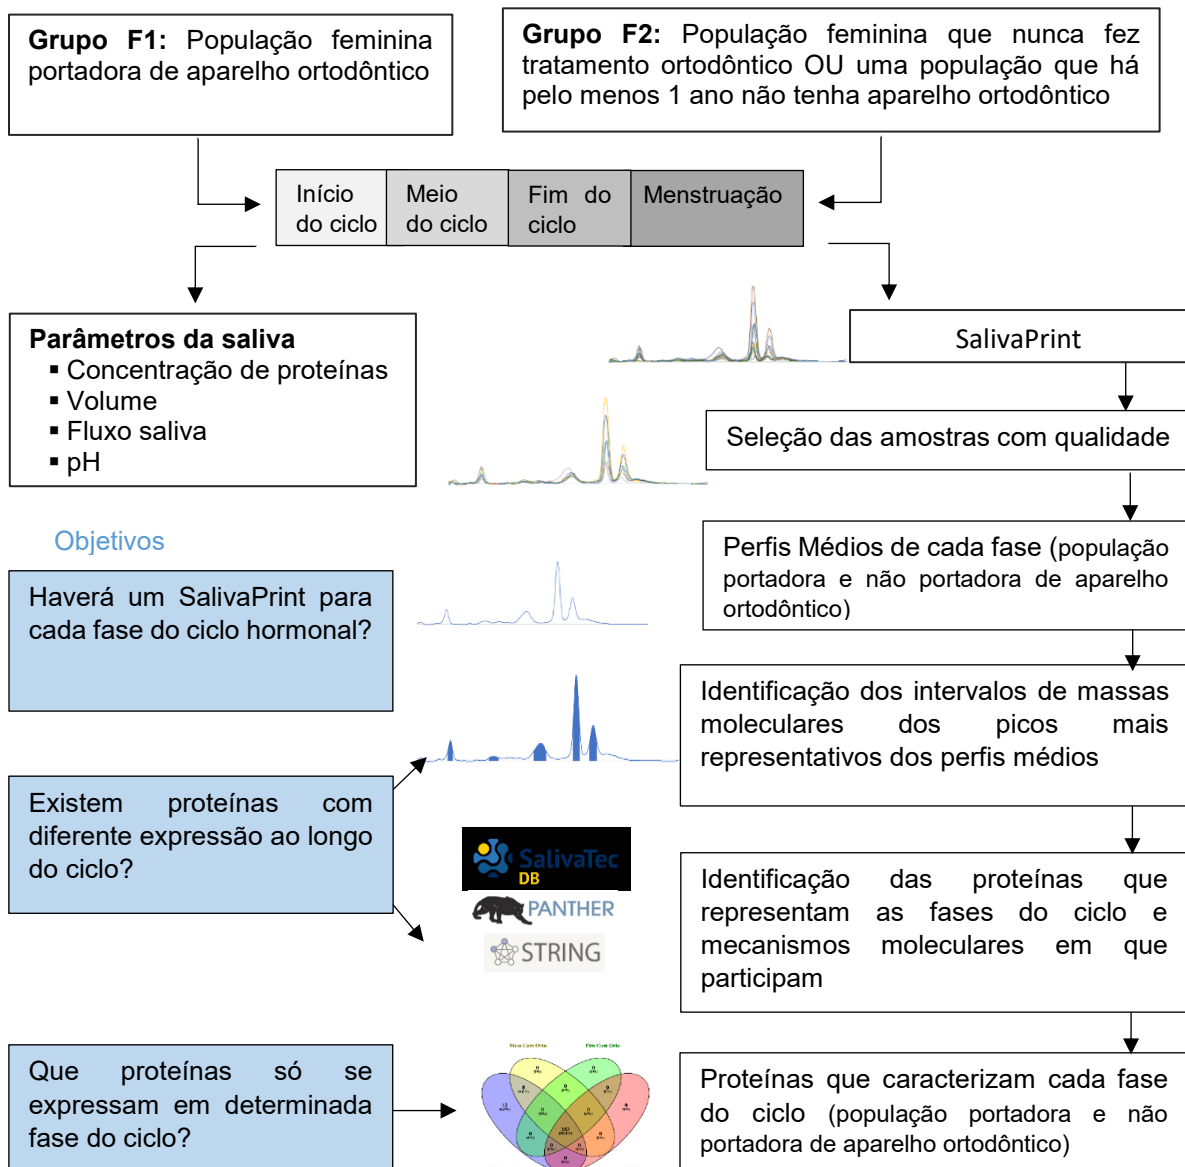 Grupo F1: População feminina
portadora de aparelho ortodôntico
Grupo F2: População feminina que nunca fez
tratamento ortodôntico OU uma população que há
pelo menos 1 ano não tenha aparelho ortodôntico
Início
do ciclo
Meio
do ciclo
Fim do
ciclo
Menstruação
Parâmetros da saliva
▪ Concentração de proteínas
▪ Volume
▪ Fluxo saliva
▪ pH
SalivaPrint
Seleção das amostras com qualidade
Objetivos
Haverá um SalivaPrint para
cada fase do ciclo hormonal?
Perfis Médios de cada fase (população
portadora e não portadora de aparelho
ortodôntico)
Identificação dos intervalos de massas
moleculares dos picos mais
representativos dos perfis médios
Existem proteínas com
diferente expressão ao longo
do ciclo?
SalivaTec
DB
PANTHER
STRING
Identificação das proteínas que
representam as fases do ciclo e
mecanismos moleculares em que
participam
Que proteínas só se
expressam em determinada
fase do ciclo?
Meio Com Orto
Fim Com Orto
Proteínas que caracterizam cada fase
do ciclo (população portadora e não
portadora de aparelho ortodôntico)